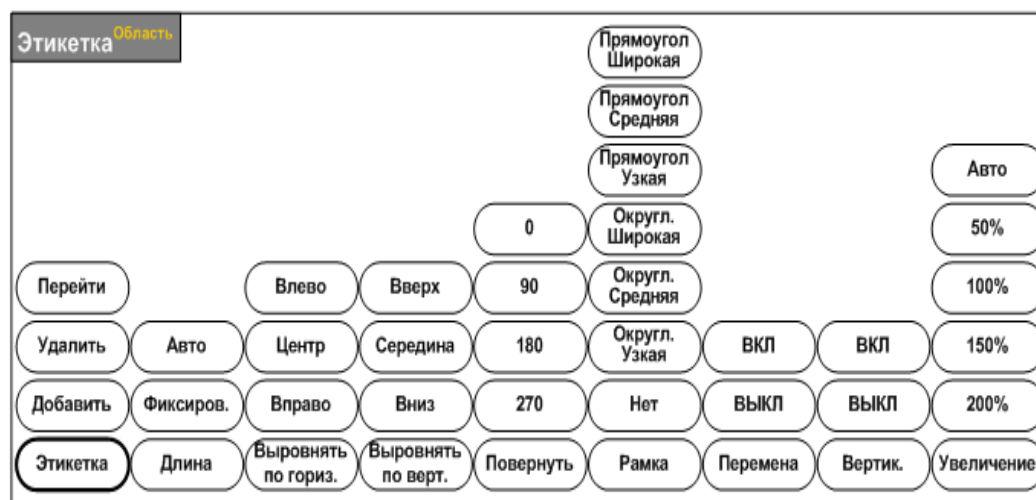 Этикетка Область
Прямоугол
Широкая
Прямоугол
Средняя
Прямоугол
Узкая
Авто
0
Округл.
Широкая
50%
Перейти
Влево
Вверх
90
Округл.
Средняя
100%
Удалить
Авто
Центр
Середина
180
Округл.
Узкая
ВКЛ
ВКЛ
150%
Добавить
Фиксиров.
Вправо
Вниз
270
Нет
ВЫКЛ
ВЫКЛ
200%
Этикетка
Длина
Выровнять
по гориз.
Выровнять
по верт.
Повернуть
Рамка
Перемена
Вертик.
Увеличение